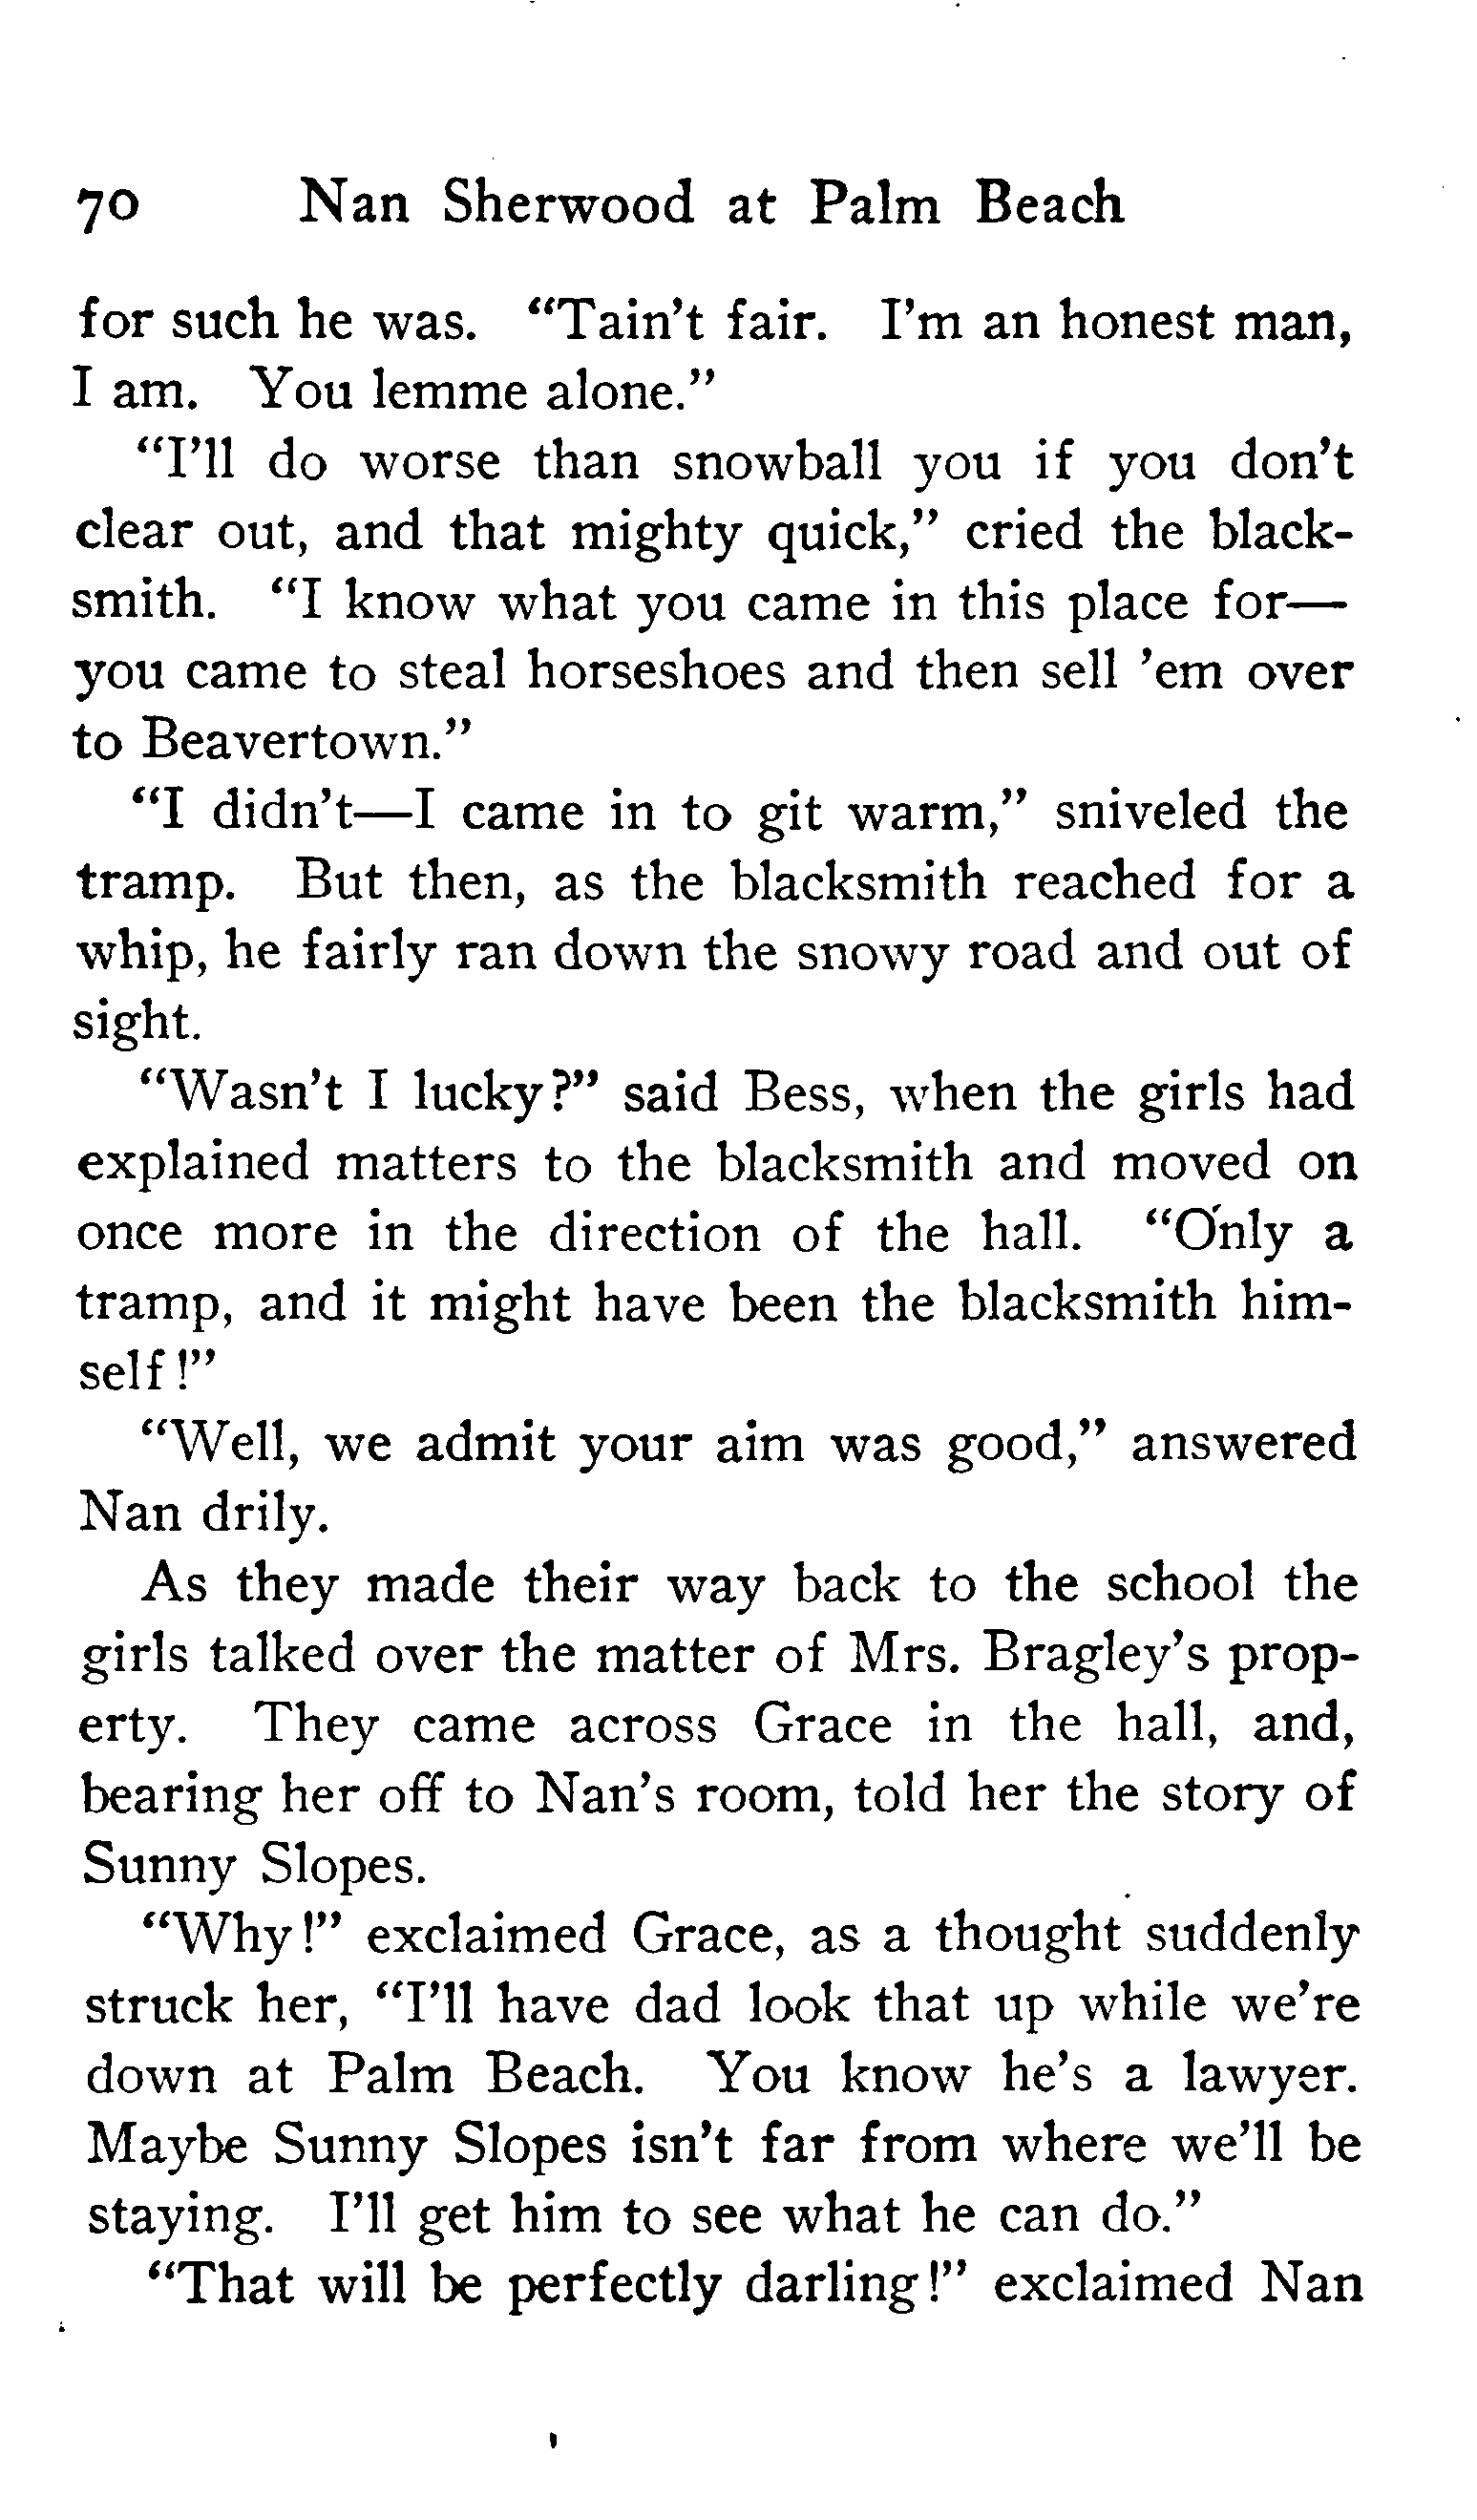 70 Nan Sherwood at Palm Beach
for such he was. "Tain't fair. I'm an honest man,
I am. You lemme alone."
"I'll do worse than snowball you if you don't
clear out, and that mighty quick," cried the black-
smith. "I know what you came in this place for—
you came to steal horseshoes and then sell 'em over
to Beavertown."
"I didn't—I came in to git warm," sniveled the
tramp. But then, as the blacksmith reached for a
whip, he fairly ran down the snowy road and out of
sight.
"Wasn't I lucky?" said Bess, when the girls had
explained matters to the blacksmith and moved on
once more in the direction of the hall. "Only a
tramp, and it might have been the blacksmith him-
self!"
"Well, we admit your aim was good," answered
Nan drily.
As they made their way back to the school the
girls talked over the matter of Mrs. Bragley's prop-
erty. They came across Grace in the hall, and,
bearing her off to Nan's room, told her the story of
Sunny Slopes.
"Why!" exclaimed Grace, as a thought suddenly
struck her, "I'll have dad look that up while we're
down at Palm Beach. You know he's a lawyer.
Maybe Sunny Slopes isn't far from where we'll be
staying. I'll get him to see what he can do."
"That will be perfectly darling!" exclaimed Nan